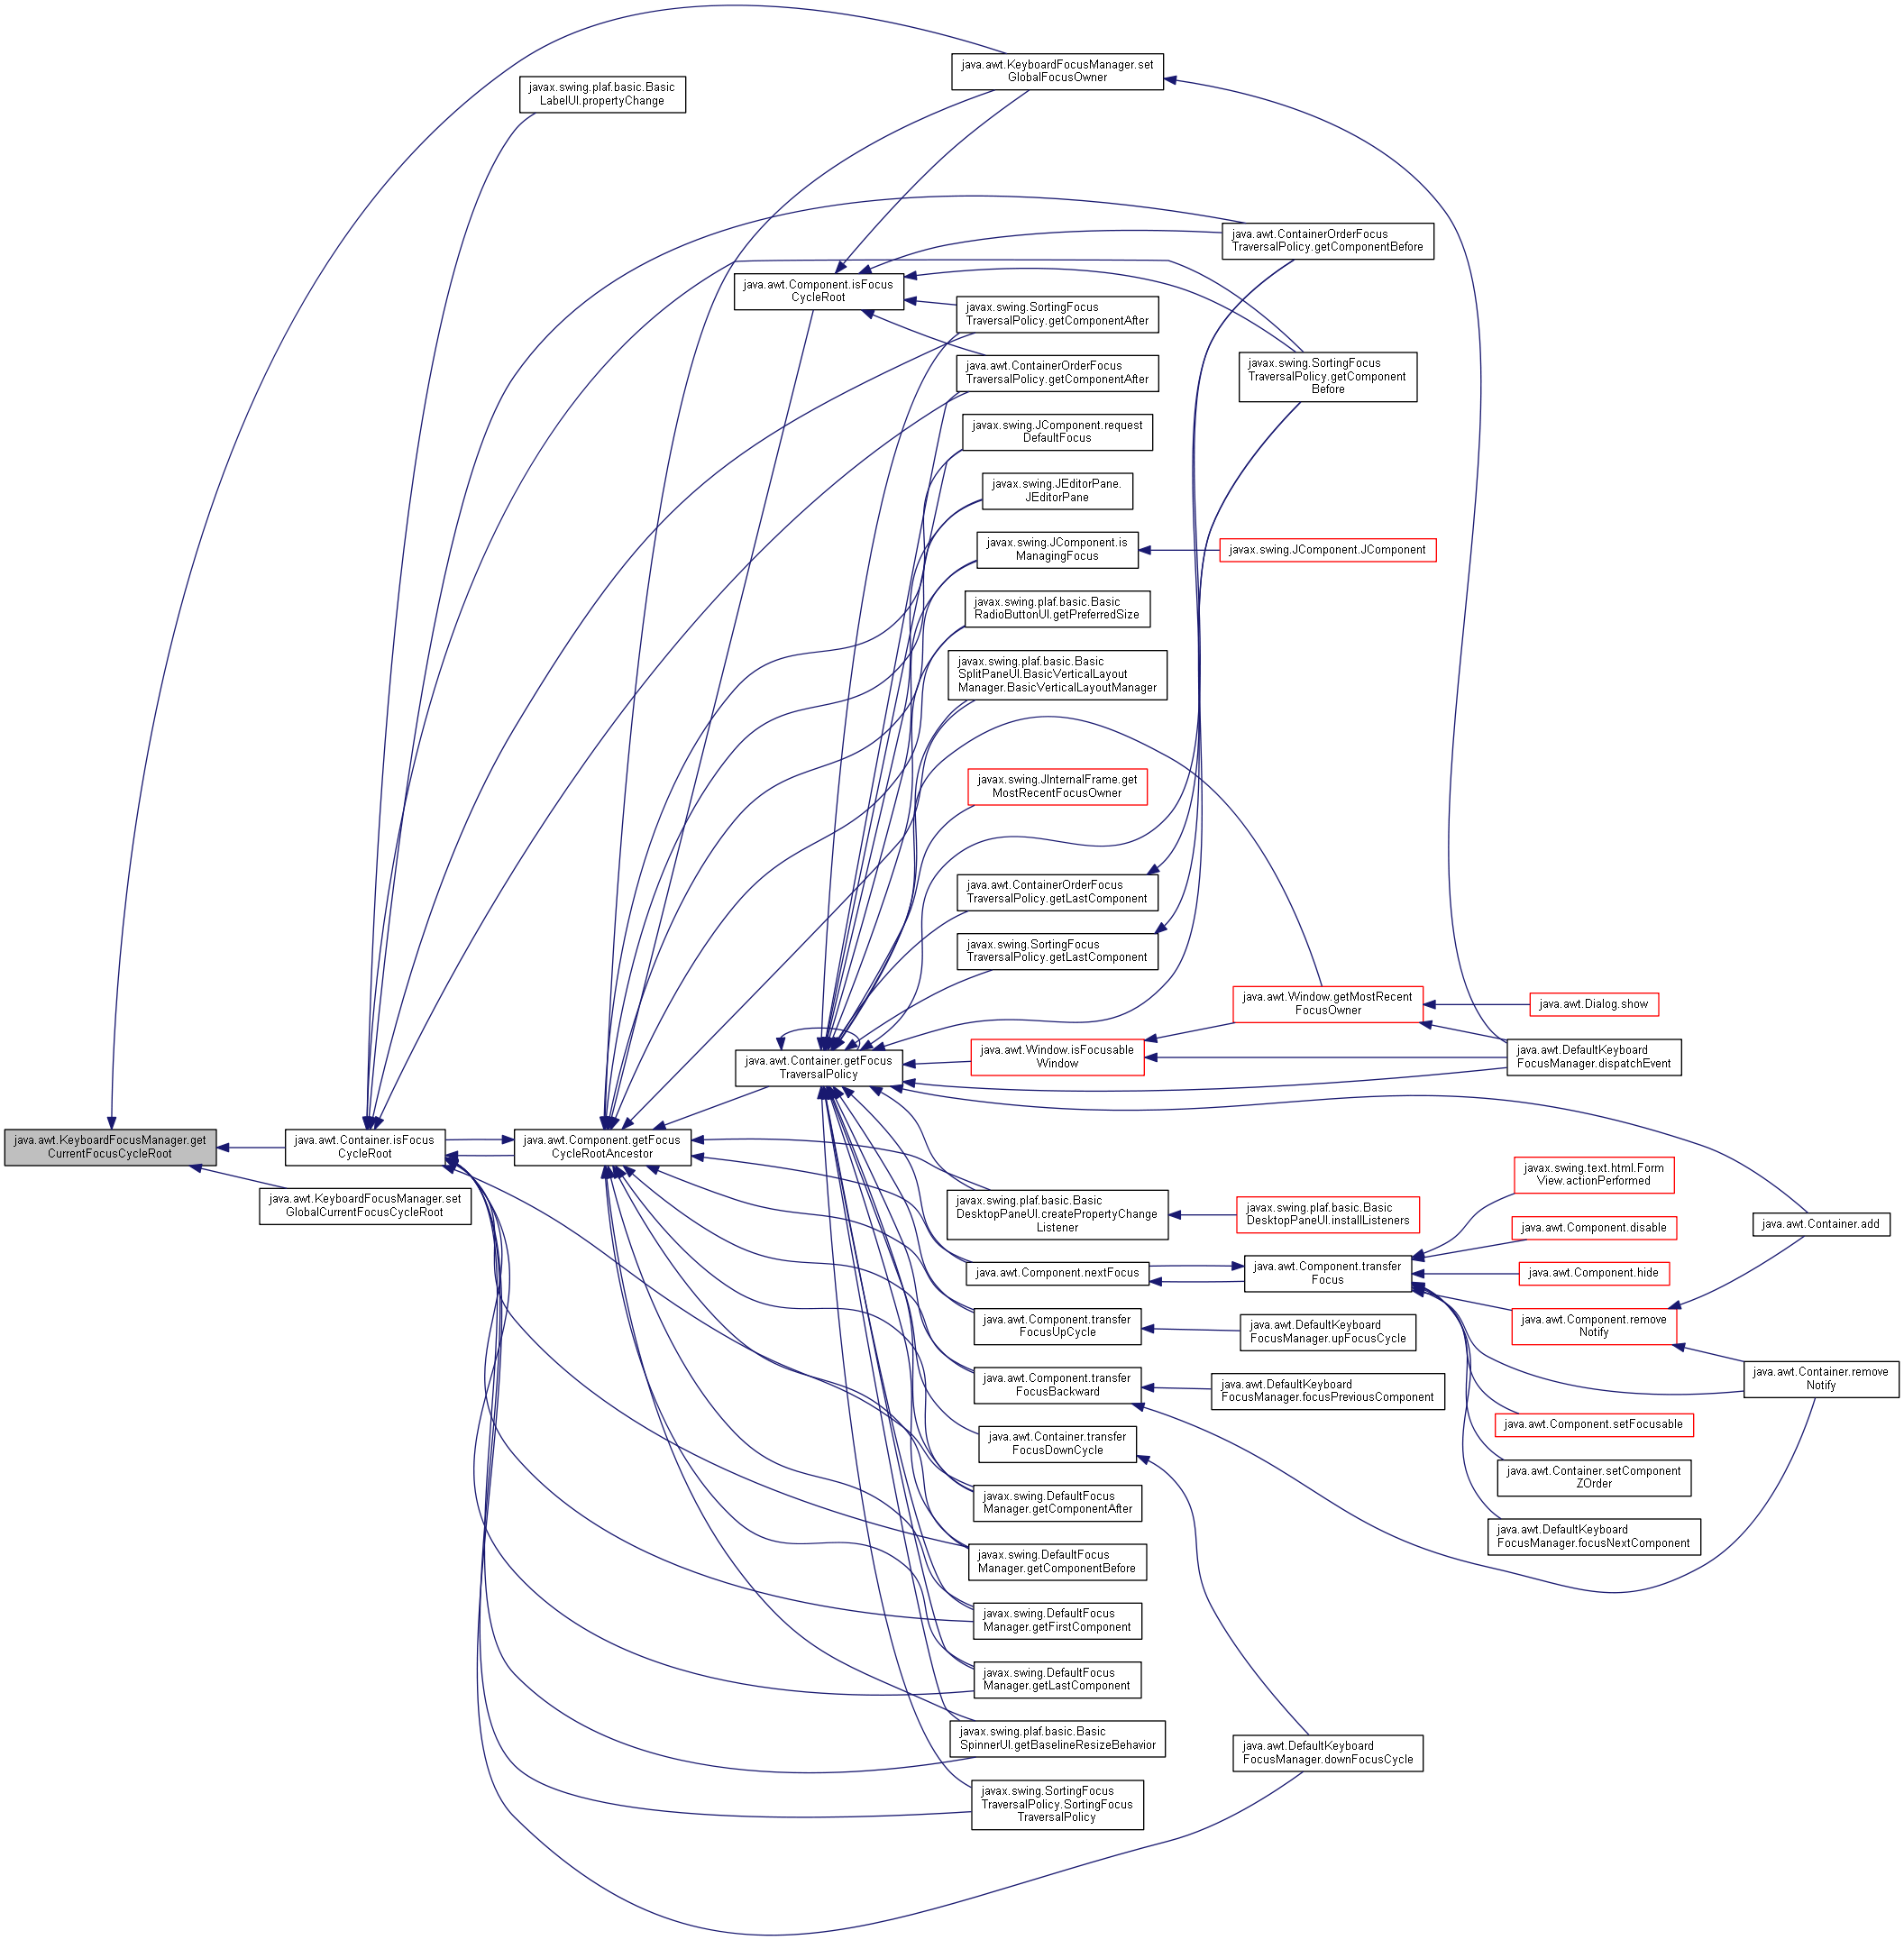 java.awt.KeyboardFocusManager.get
CurrentFocusCycleRoot
java.awt.Container.isFocus
CycleRoot
java.awt.KeyboardFocusManager.set
GlobalCurrentFocusCycleRoot
javax.swing.plaf.basic.Basic
LabelUI.propertyChange
java.awt.Component.getFocus
CycleRootAncestor
java.awt.Component.isFocus
CycleRoot
java.awt.Container.getFocus
TraversalPolicy
java.awt.KeyboardFocusManager.set
GlobalFocusOwner
javax.swing.SortingFocus
TraversalPolicy.getComponentAfter
java.awt.ContainerOrderFocus
TraversalPolicy.getComponentAfter
javax.swing.JComponent.request
DefaultFocus
javax.swing.JEditorPane.
JEditorPane
javax.swing.JComponent.is
ManagingFocus
javax.swing.plaf.basic.Basic
RadioButtonUI.getPreferredSize
javax.swing.plaf.basic.Basic
SplitPaneUI.BasicVerticalLayout
Manager.BasicVerticalLayoutManager
javax.swing.JInternalFrame.get
MostRecentFocusOwner
java.awt.ContainerOrderFocus
TraversalPolicy.getLastComponent
javax.swing.SortingFocus
TraversalPolicy.getLastComponent
java.awt.Window.isFocusable
Window
javax.swing.plaf.basic.Basic
DesktopPaneUI.createPropertyChange
Listener
java.awt.Component.nextFocus
java.awt.Component.transfer
FocusUpCycle
java.awt.Component.transfer
FocusBackward
java.awt.Container.transfer
FocusDownCycle
javax.swing.DefaultFocus
Manager.getComponentAfter
javax.swing.DefaultFocus
Manager.getComponentBefore
javax.swing.DefaultFocus
Manager.getFirstComponent
javax.swing.DefaultFocus
Manager.getLastComponent
javax.swing.plaf.basic.Basic
SpinnerUI.getBaselineResizeBehavior
javax.swing.SortingFocus
TraversalPolicy.SortingFocus
TraversalPolicy
java.awt.ContainerOrderFocus
TraversalPolicy.getComponentBefore
javax.swing.SortingFocus
TraversalPolicy.getComponent
Before
javax.swing.JComponent.JComponent
java.awt.Window.getMostRecent
FocusOwner
javax.swing.plaf.basic.Basic
DesktopPaneUI.installListeners
java.awt.Component.transfer
Focus
java.awt.DefaultKeyboard
FocusManager.upFocusCycle
java.awt.DefaultKeyboard
FocusManager.focusPreviousComponent
java.awt.DefaultKeyboard
FocusManager.downFocusCycle
java.awt.Dialog.show
java.awt.DefaultKeyboard
FocusManager.dispatchEvent
javax.swing.text.html.Form
View.actionPerformed
java.awt.Component.disable
java.awt.Component.hide
java.awt.Component.remove
Notify
java.awt.Component.setFocusable
java.awt.Container.setComponent
ZOrder
java.awt.DefaultKeyboard
FocusManager.focusNextComponent
java.awt.Container.add
java.awt.Container.remove
Notify